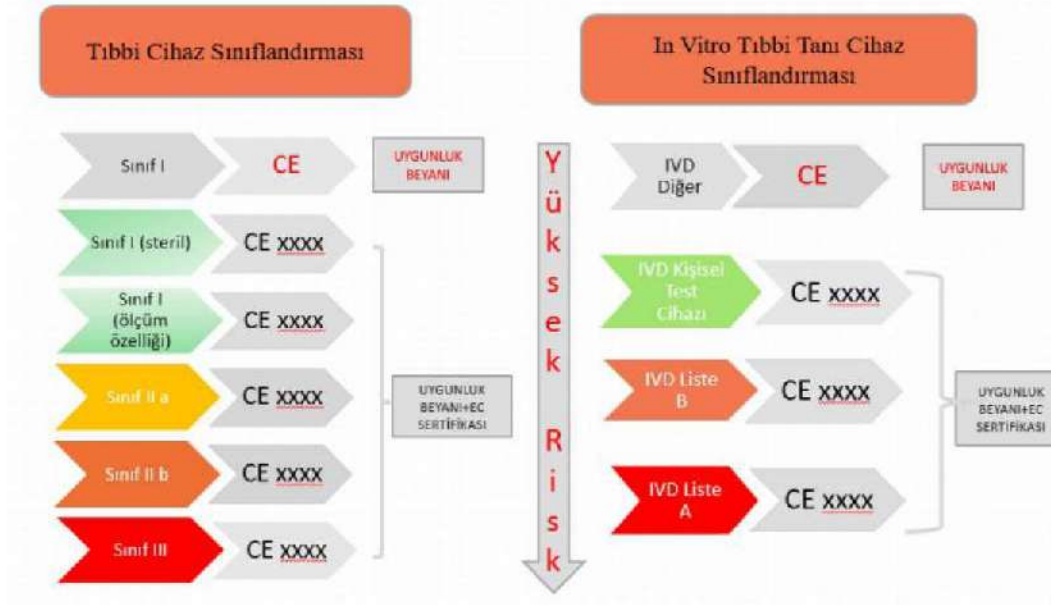 Tıbbi Cihaz Sınıflandırması
In Vitro Tıbbi Tanı Cihaz
Sınıflandırması
Sınıf I
CE
UYGUNLUK
BEYANI
Sınıf I (steril)
CE xxxx
Sınıf I
(ölçüm
özelliği)
CE xxxx
Sınıf II a
CE xxxx
Sınıf II b
CE xxxx
Sınıf III
CE xxxx
UYGUNLUK
BEYANI+EC
SERTİFİKASI
Yüksek Risk
IVD
Diğer
CE
UYGUNLUK
BEYANI
IVD Kişisel
Test
Cihazı
CE xxxx
IVD Liste
B
CE xxxx
IVD Liste
A
CE xxxx
UYGUNLUK
BEYANI+EC
SERTİFİKASI